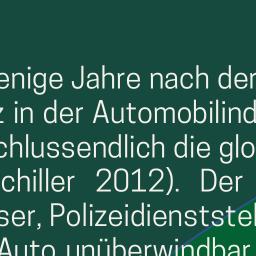 enige Jahre nach der
z in der Automobilind
chlussendlich die glo
chiller 2012). Der
ser, Polizeidienststel
Auto unüberwindbar